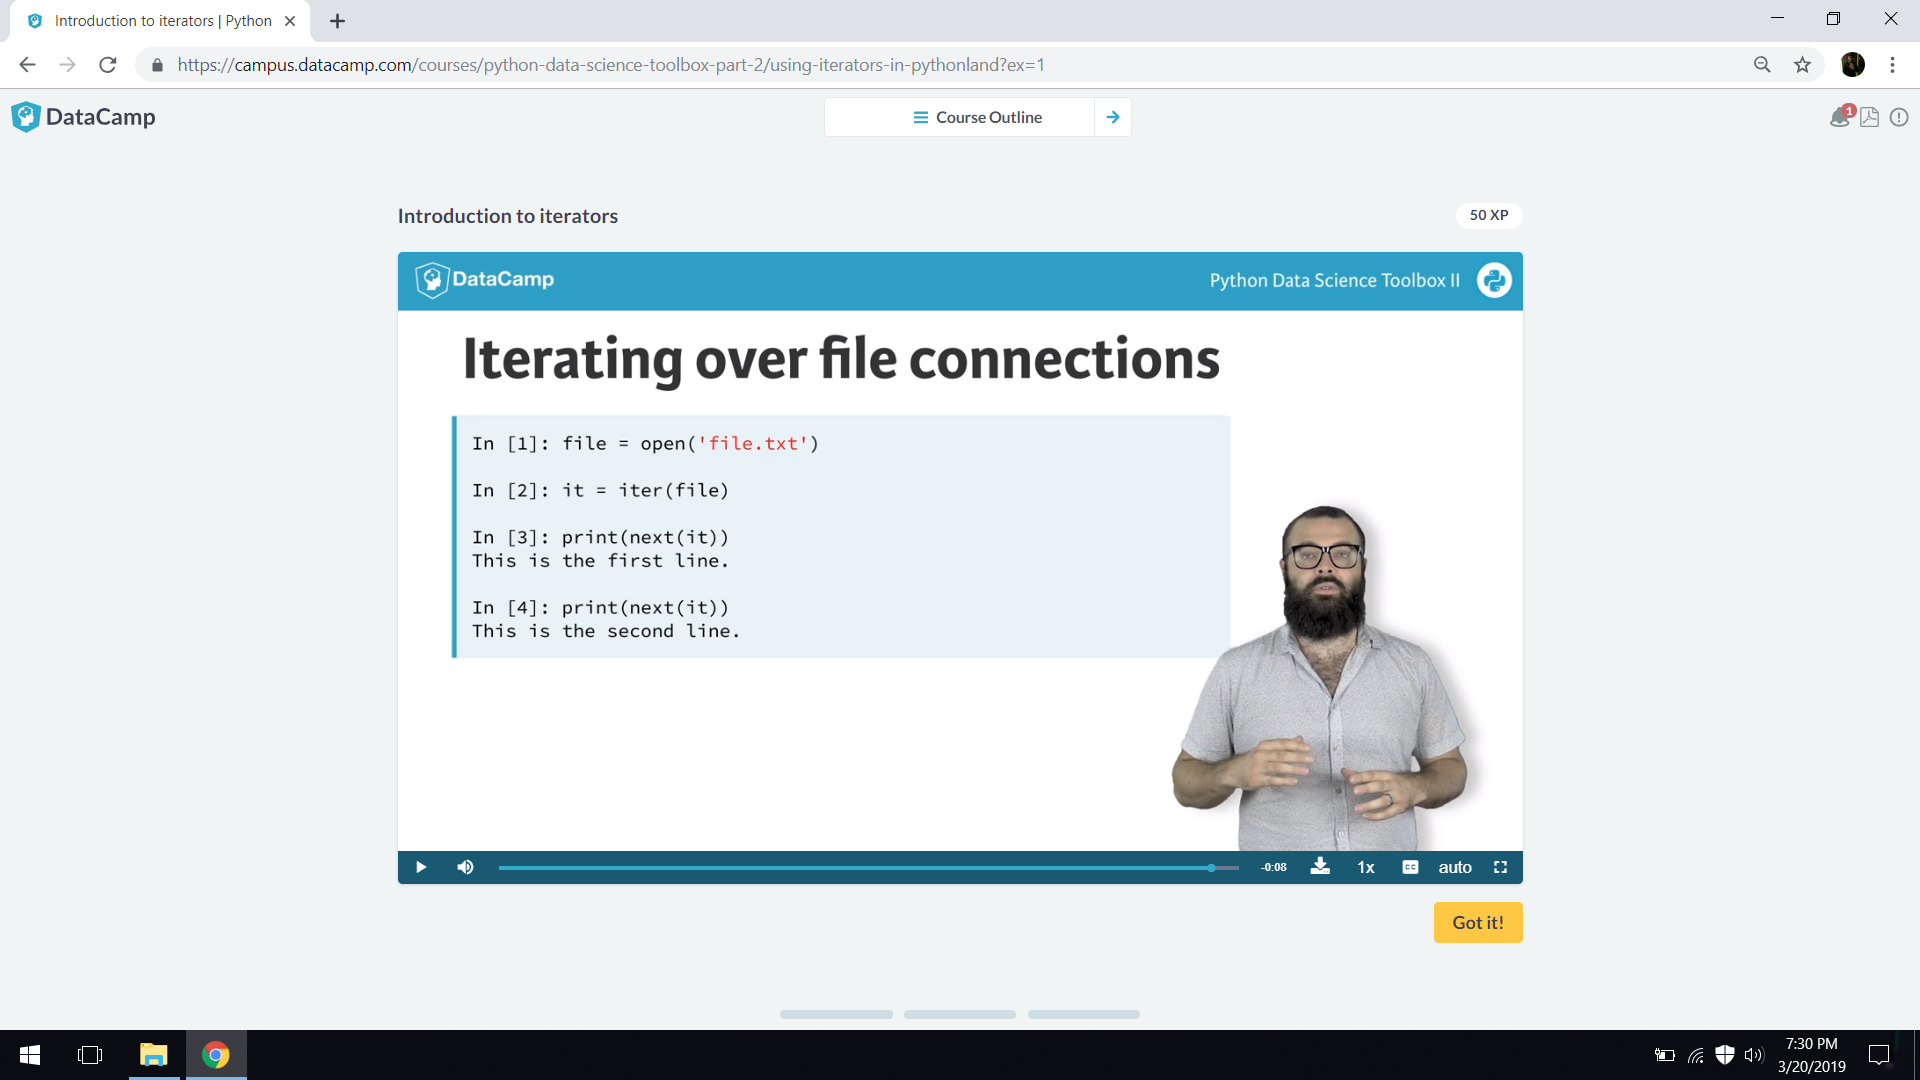 Introduction to iterators | Python
https://campus.datacamp.com/courses/python-data-science-toolbox-part-2/using-iterators-in-pythonland?ex=1
DataCamp
Course Outline
1
Introduction to iterators
50 XP
DataCamp
Python Data Science Toolbox II
Iterating over file connections
In [1]: file = open('file.txt')
In [2]: it = iter(file)
In [3]: print(next(it))
This is the first line.
In [4]: print(next(it))
This is the second line.
-0:08
1x
cc
auto
Got it!
7:30 PM
3/20/2019